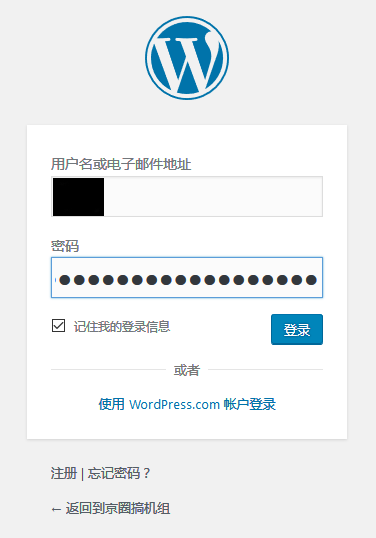 用户名或电子邮件地址
密码
记住我的登录信息
登录
或者
使用 WordPress.com 帐户登录
注册 | 忘记密码？
← 返回到京圈搞机组